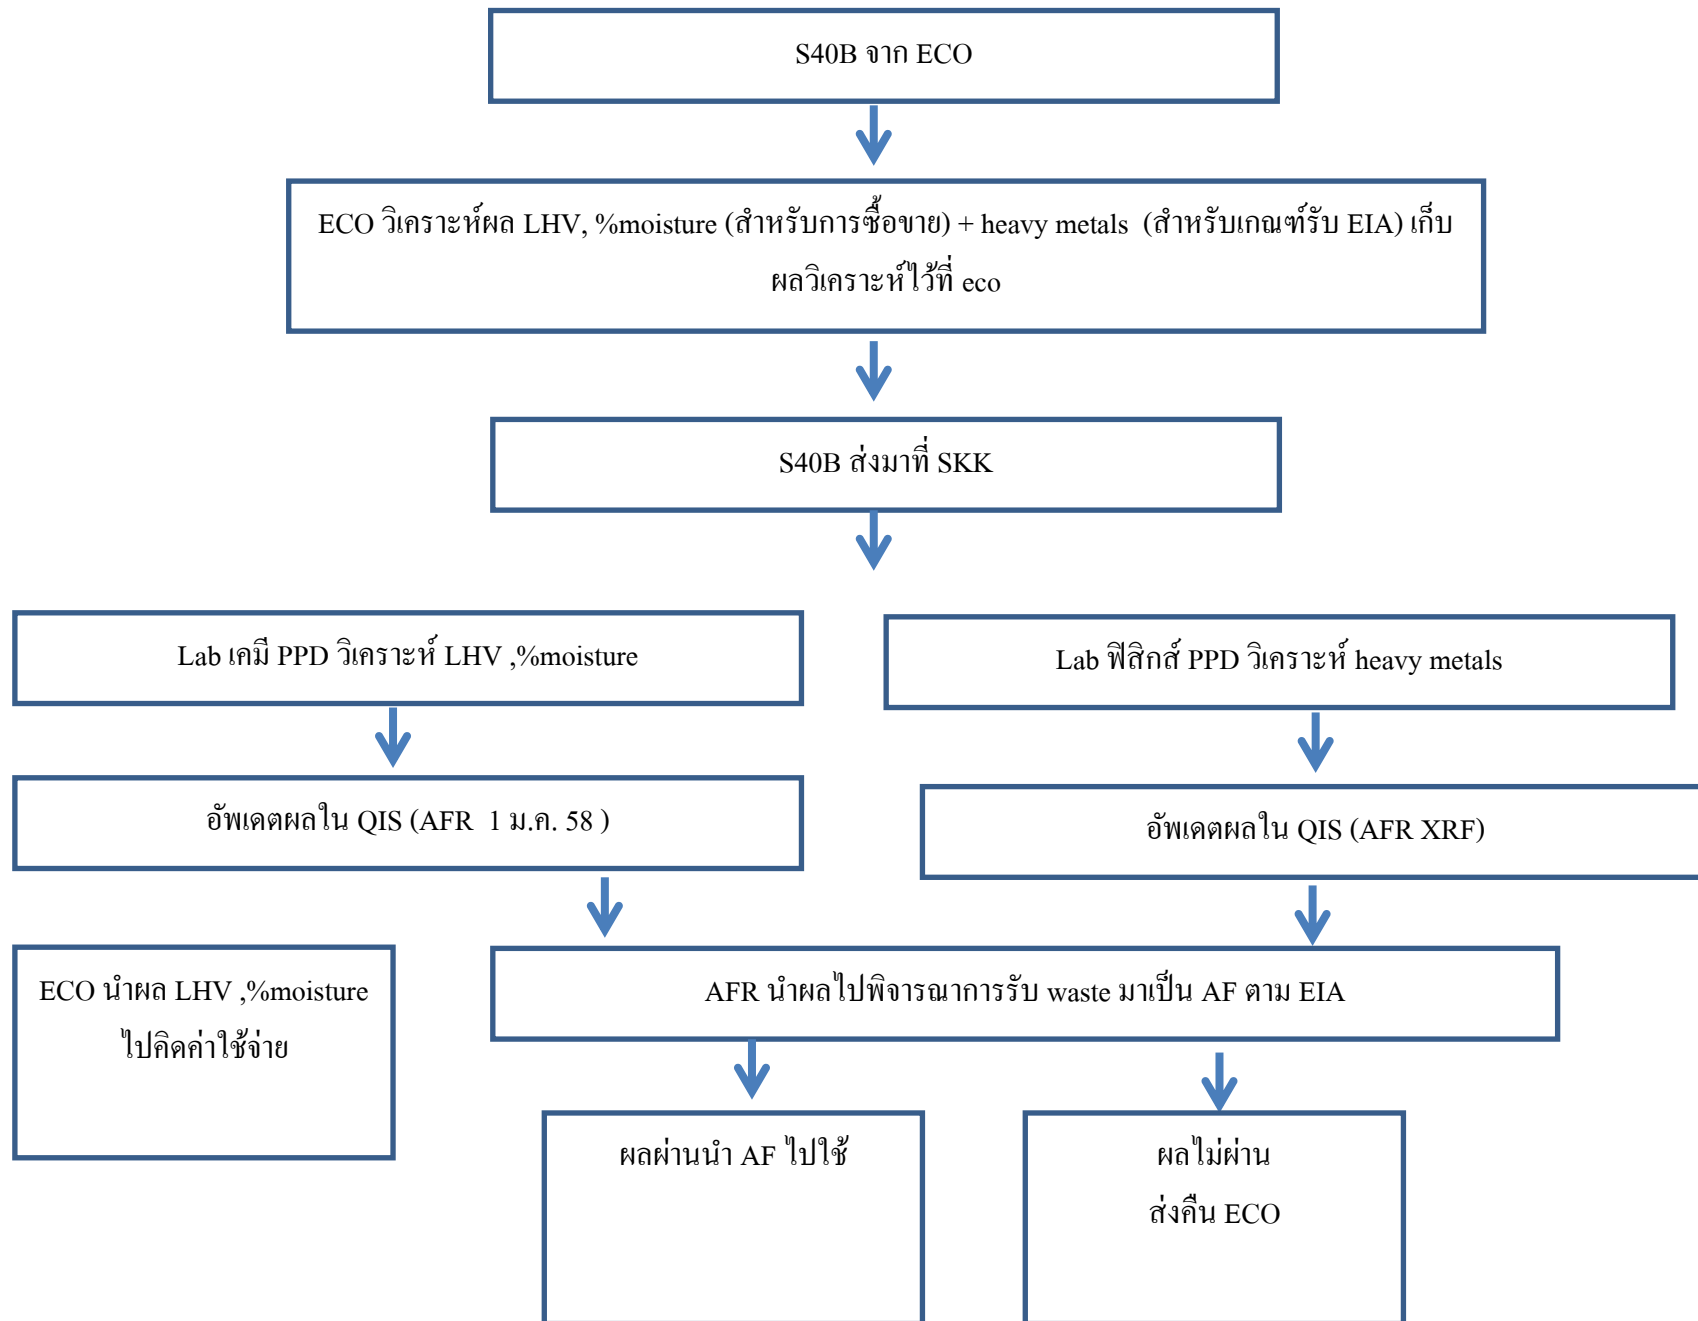 S40B จาก ECO
ECO วิเคราะห์ผล LHV, %moisture (สำหรับการซื้อขาย) + heavy metals (สำหรับเกณฑ์รับ EIA) เก็บ
ผลวิเคราะห์ไว้ที่ eco
S40B ส่งมาที่ SKK
Lab เคมี PPD วิเคราะห์ LHV ,%moisture
Lab ฟิสิกส์ PPD วิเคราะห์ heavy metals
อัพเดตผลใน QIS (AFR 1 ม.ค. 58 )
อัพเดตผลใน QIS (AFR XRF)
ECO นำผล LHV ,%moisture
ไปคิดค่าใช้จ่าย
AFR นำผลไปพิจารณาการรับ waste มาเป็น AF ตาม EIA
ผลผ่านนำ AF ไปใช้
ผลไม่ผ่าน
ส่งคืน ECO